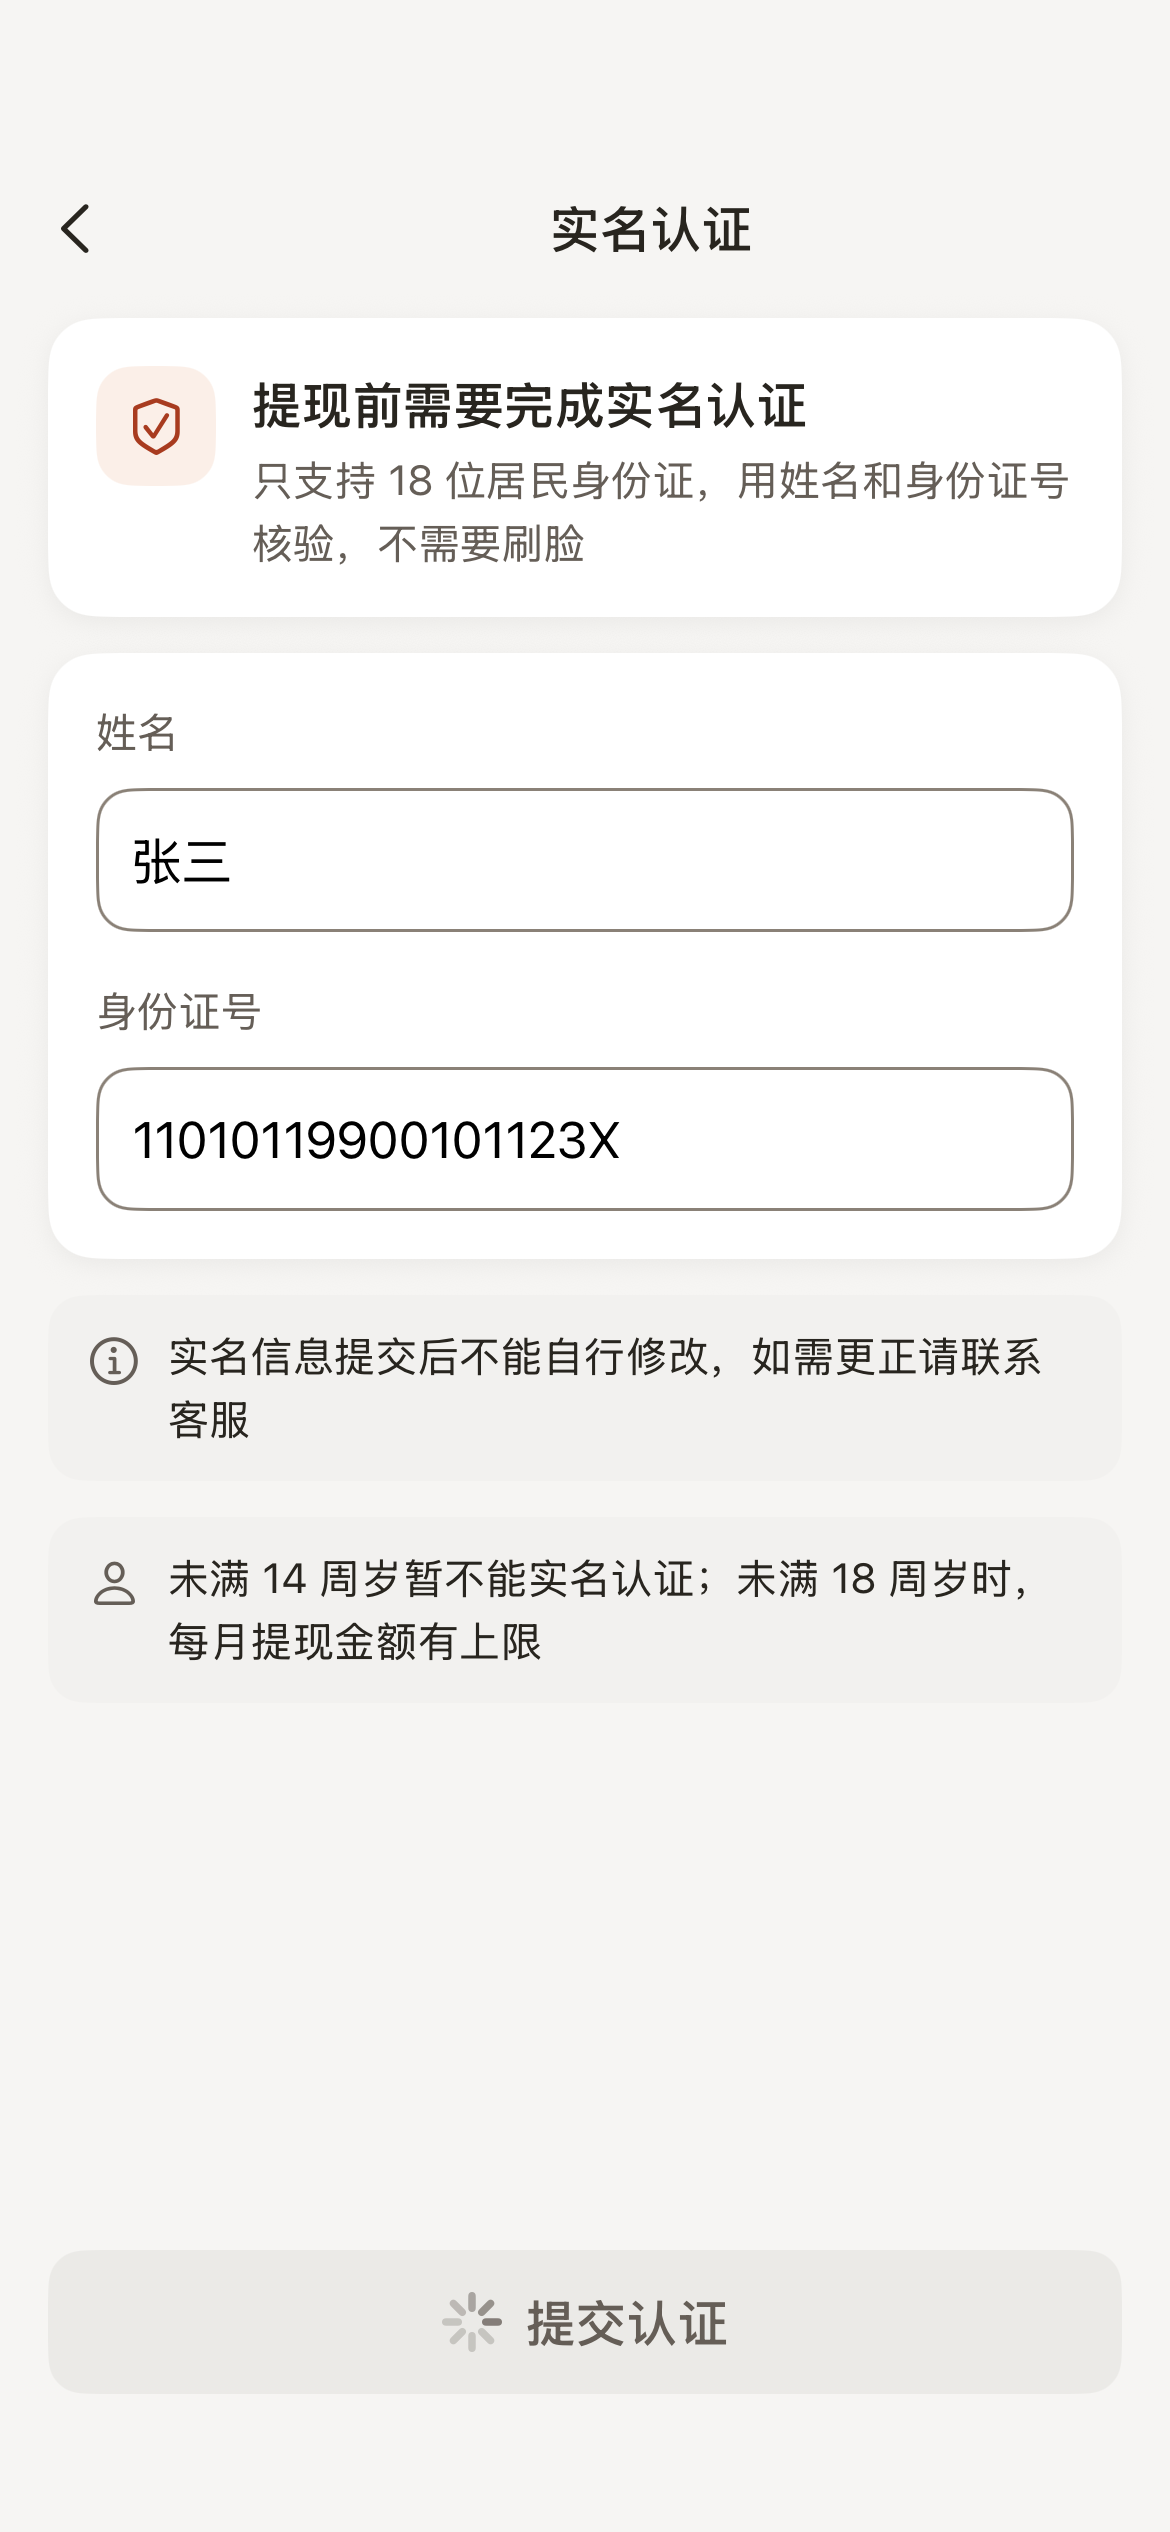 实名认证
提现前需要完成实名认证
只支持 18 位居民身份证，用姓名和身份证号
核验，不需要刷脸
姓名
张三
身份证号
11010119900101123X
实名信息提交后不能自行修改，如需更正请联系
客服
未满 14 周岁暂不能实名认证；未满 18 周岁时，
每月提现金额有上限
提交认证